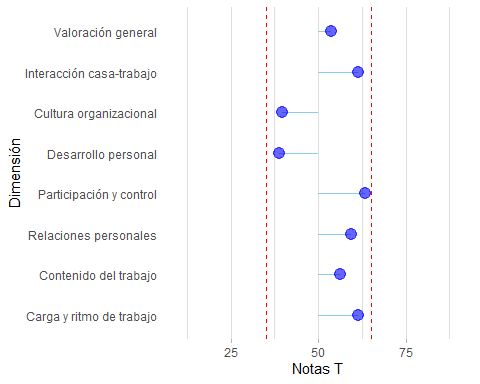 Valoración general
Interacción casa-trabajo
Cultura organizacional
Desarrollo personal
Participación y control
Relaciones personales
Contenido del trabajo
Carga y ritmo de trabajo
Dimensión
25 50 75
Notas T